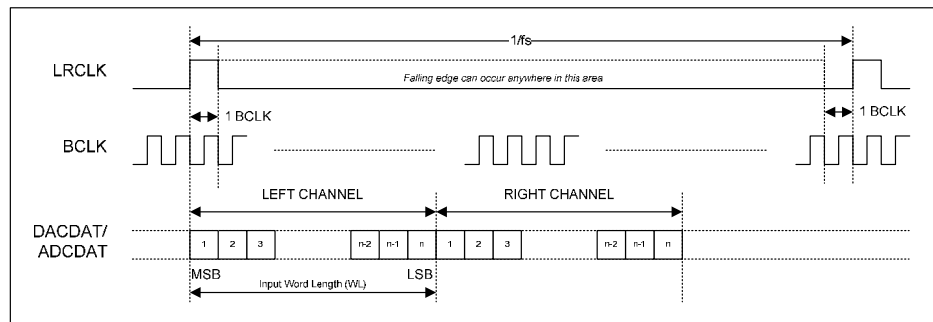 1/fs
LRCLK
Falling edge can occur anywhere in this area
1 BCLK
1 BCLK
BCLK
LEFT CHANNEL
RIGHT CHANNEL
DACDAT/
ADCDAT
1 2 3 n-2 n-1 n 1 2 3 n-2 n-1 n
MSB LSB
Input Word Length (WL)